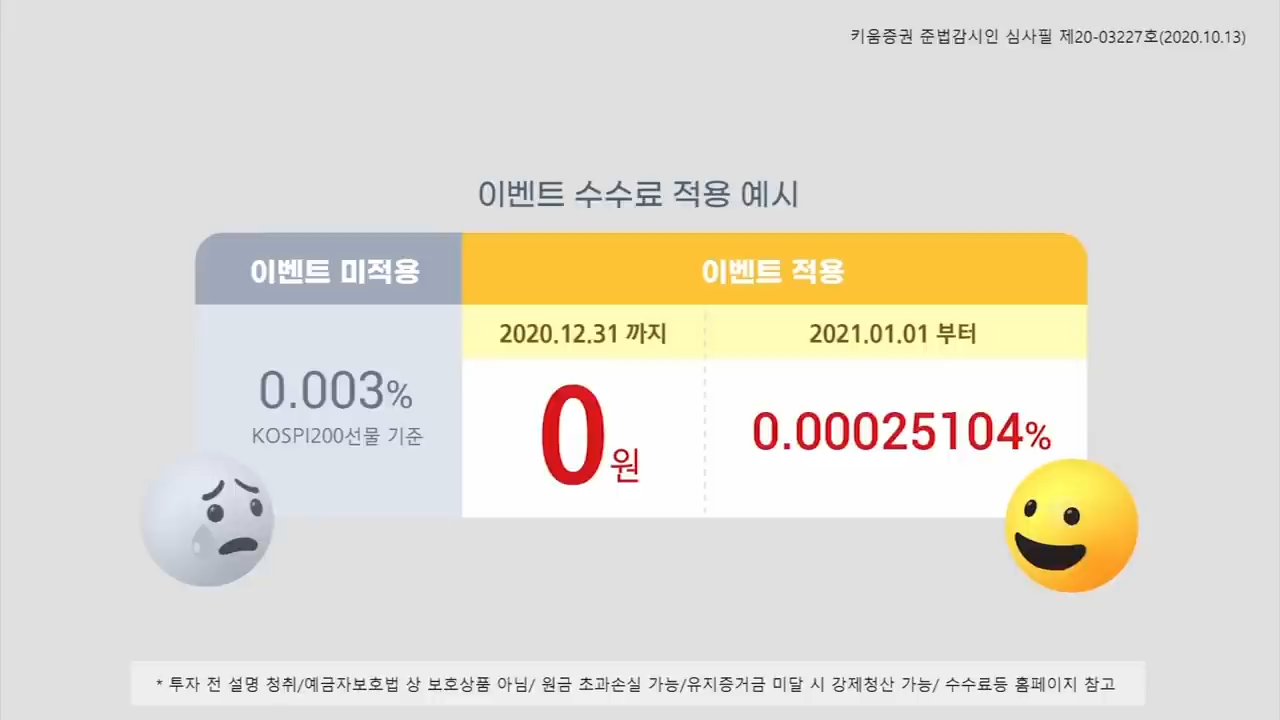 키움증권 준법감시인 심사필 제20-03227호(2020.10.13)
이벤트 수수료 적용 예시
이벤트 미적용
이벤트 적용
2020.12.31 까지
2021.01.01 부터
0.003%
KOSPI200선물 기준
0원
0.00025104%
* 투자 전 설명 청취/예금자보호법 상 보호상품 아님/ 원금 초과손실 가능/유지증거금 미달 시 강제청산 가능/ 수수료등 홈페이지 참고